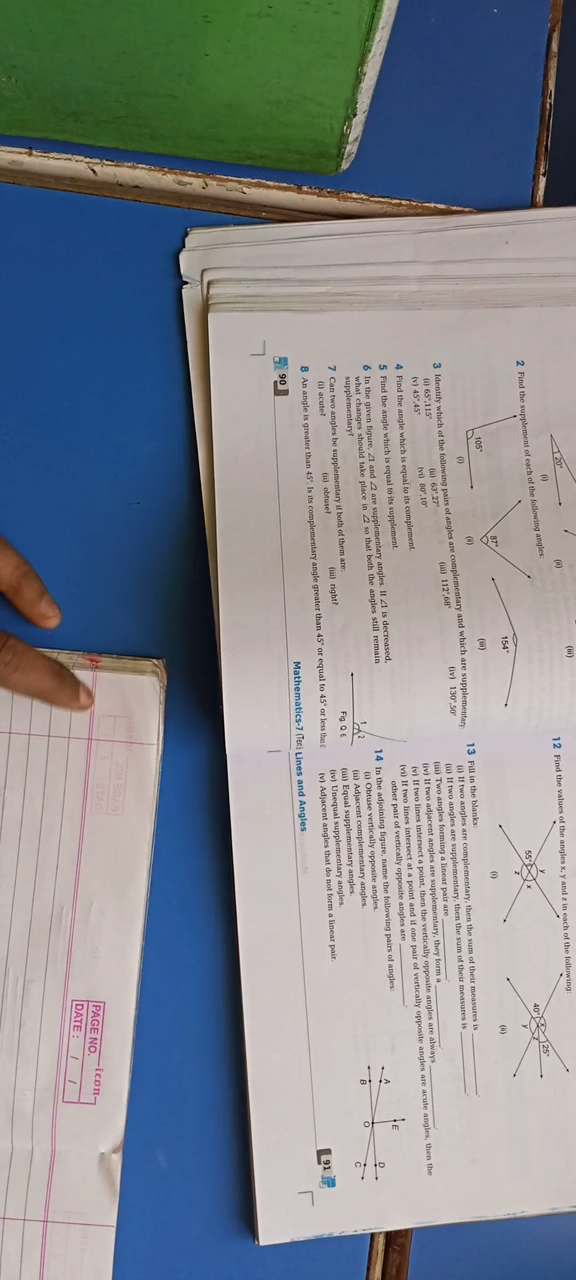 20°
(i)
(ii)
(iii)
2 Find the supplement of each of the following angles:
105°
87°
154°
(i)
(ii)
(iii)
3 Identify which of the following pairs of angles are complementary and which are supplementary.
(i) 65°,115°
(ii) 63°,27°
(iii) 112°,68°
(iv) 130°,50°
(v) 45°,45°
(vi) 80°,10°
4 Find the angle which is equal to its complement.
5 Find the angle which is equal to its supplement.
6 In the given figure, ∠1 and ∠2 are supplementary angles. If ∠1 is decreased,
what changes should take place in ∠2 so that both the angles still remain
supplementary?
1
2
Fig. Q. 6
7 Can two angles be supplementary if both of them are:
(i) acute?
(ii) obtuse?
(iii) right?
8 An angle is greater than 45°. Is its complementary angle greater than 45° or equal to 45° or less than
90
Mathematics-7 (Text)
12 Find the values of the angles x, y and z in each of the following:
55°
y
x
z
(i)
40°
x
25°
y
z
(ii)
13 Fill in the blanks:
(i) If two angles are complementary, then the sum of their measures is ______.
(ii) If two angles are supplementary, then the sum of their measures is ______.
(iii) Two angles forming a linear pair are ______.
(iv) If two adjacent angles are supplementary, they form a ______.
(v) If two lines intersect a point, then the vertically opposite angles are always ______.
(vi) If two lines intersect at a point and if one pair of vertically opposite angles are acute angles, then the
other pair of vertically opposite angles are ______.
14 In the adjoining figure, name the following pairs of angles:
(i) Obtuse vertically opposite angles.
(ii) Adjacent complementary angles.
(iii) Equal supplementary angles.
(iv) Unequal supplementary angles.
(v) Adjacent angles that do not form a linear pair.
A
E
D
B
O
C
Lines and Angles
91
PAGE NO.
icon
DATE: / /